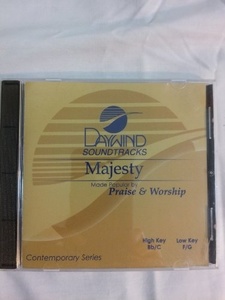 DAYWIND
SOUNDTRACKS
Majesty
Made Popular By
Praise & Worship
High Key Low Key
Bb/C F/G
Contemporary Series